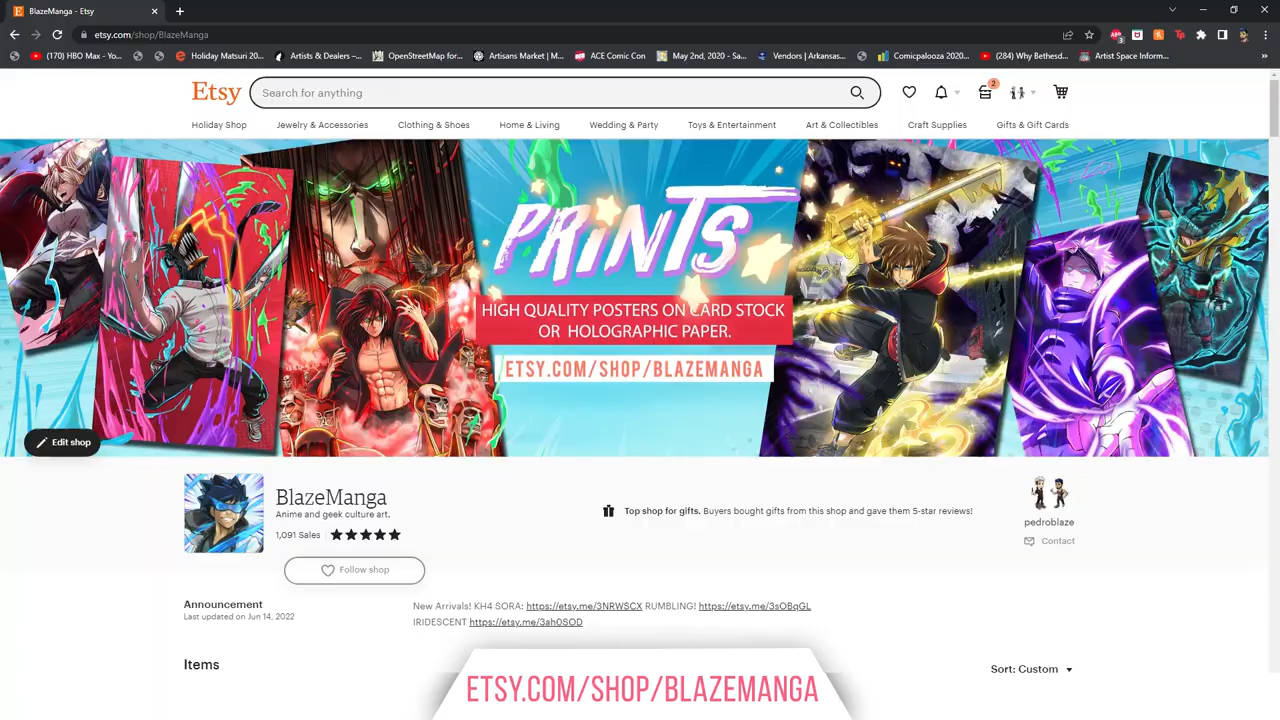 BlazeManga - Etsy
etsy.com/shop/BlazeManga
(170) HBO Max - Yo...
Holiday Matsuri 20...
Artists & Dealers –...
OpenStreetMap for...
Artisans Market | M...
ACE Comic Con
May 2nd, 2020 - Sa...
Vendors | Arkansas...
Comicpalooza 2020...
(284) Why Bethesd...
Artist Space Inform...
Etsy
Search for anything
2
Holiday Shop
Jewelry & Accessories
Clothing & Shoes
Home & Living
Wedding & Party
Toys & Entertainment
Art & Collectibles
Craft Supplies
Gifts & Gift Cards
PRINTS
HIGH QUALITY POSTERS ON CARD STOCK
OR HOLOGRAPHIC PAPER.
ETSY.COM/SHOP/BLAZEMANGA
Edit shop
BlazeManga
Anime and geek culture art.
1,091 Sales
Follow shop
Top shop for gifts. Buyers bought gifts from this shop and gave them 5-star reviews!
pedroblaze
Contact
Announcement
Last updated on Jun 14, 2022
New Arrivals! KH4 SORA: https://etsy.me/3NRWSCX RUMBLING! https://etsy.me/3sOBqGL
IRIDESCENT https://etsy.me/3ah0SOD
Items
Sort: Custom
ETSY.COM/SHOP/BLAZEMANGA